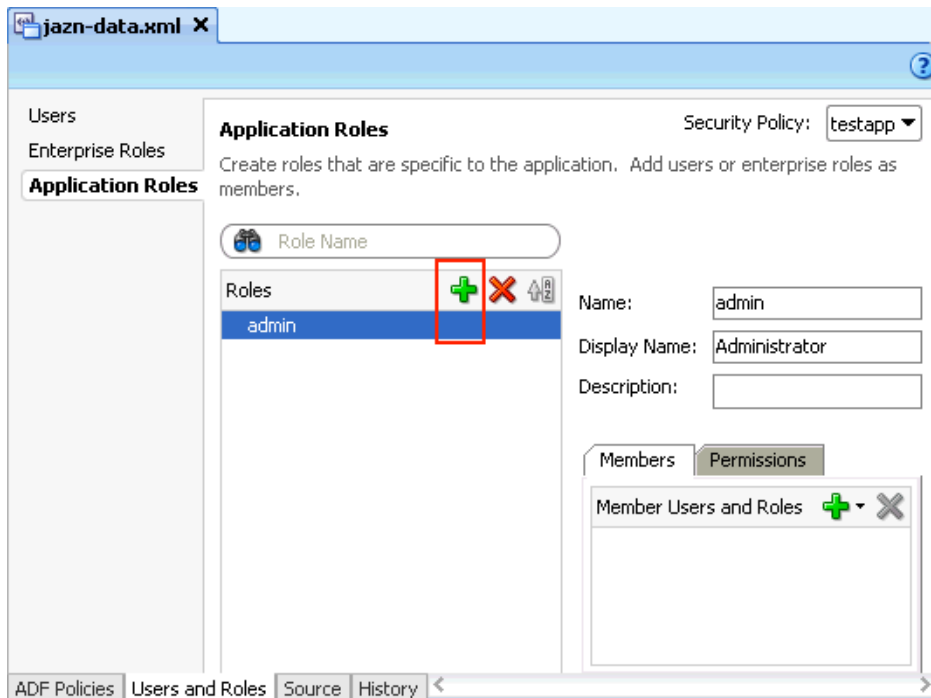 jazn-data.xml
Users
Enterprise Roles
Application Roles
Application Roles
Security Policy: testapp
Create roles that are specific to the application. Add users or enterprise roles as
members.
Role Name
Roles
admin
Name: admin
Display Name: Administrator
Description:
Members Permissions
Member Users and Roles
ADF Policies Users and Roles Source History